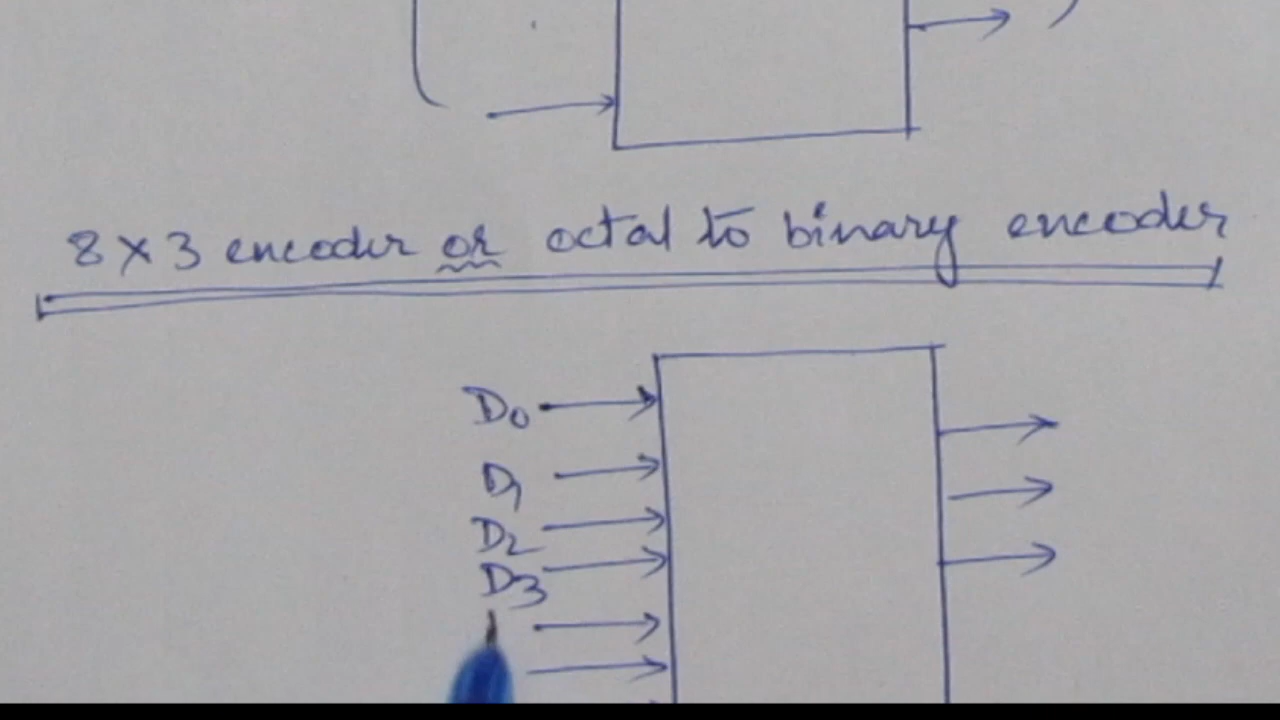 8 × 3 encoder or octal to binary encoder
D0
D1
D2
D3